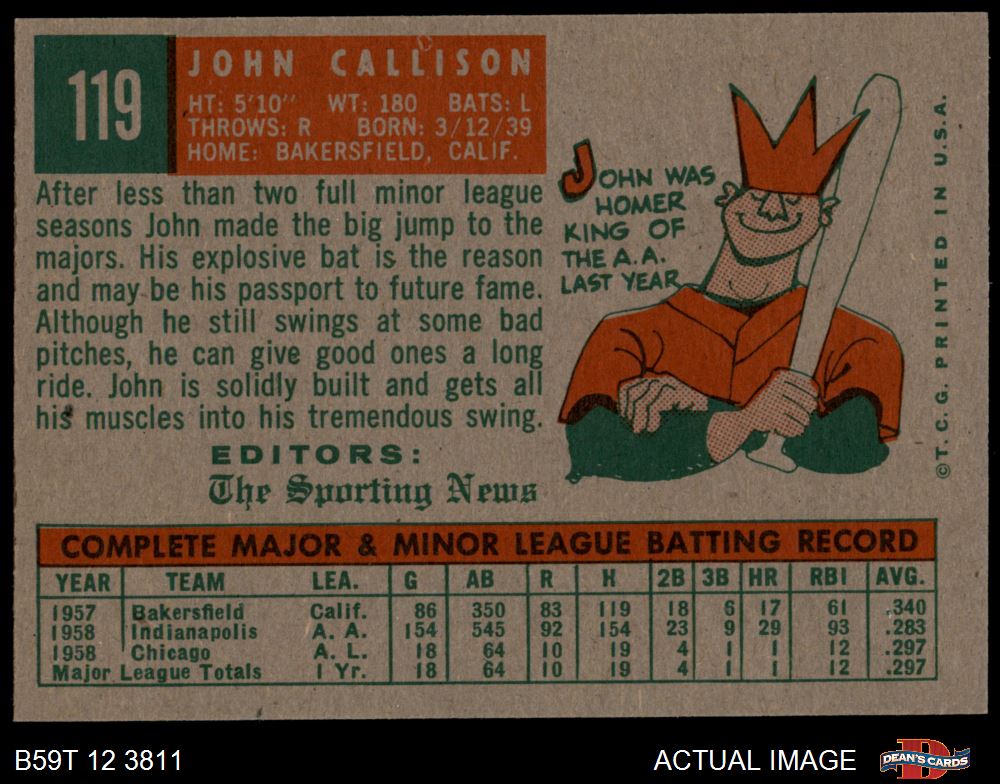 119
JOHN CALLISON
HT: 5'10" WT: 180 BATS: L
THROWS: R BORN: 3/12/39
HOME: BAKERSFIELD, CALIF.
After less than two full minor league
seasons John made the big jump to the
majors. His explosive bat is the reason
and may be his passport to future fame.
Although he still swings at some bad
pitches, he can give good ones a long
ride. John is solidly built and gets all
his muscles into his tremendous swing.
EDITORS:
The Sporting News
JOHN WAS
HOMER
KING OF
THE A.A.
LAST YEAR
©T.C.G. PRINTED IN U.S.A.
COMPLETE MAJOR & MINOR LEAGUE BATTING RECORD
YEAR TEAM LEA. G AB R H 2B 3B HR RBI AVG.
1957 Bakersfield Calif. 86 350 83 119 18 6 17 61 .340
1958 Indianapolis A. A. 154 545 92 154 23 9 29 93 .283
1958 Chicago A. L. 18 64 10 19 4 1 1 12 .297
Major League Totals 1 Yr. 18 64 10 19 4 1 1 12 .297
B59T 12 3811
ACTUAL IMAGE
DEAN'S CARDS